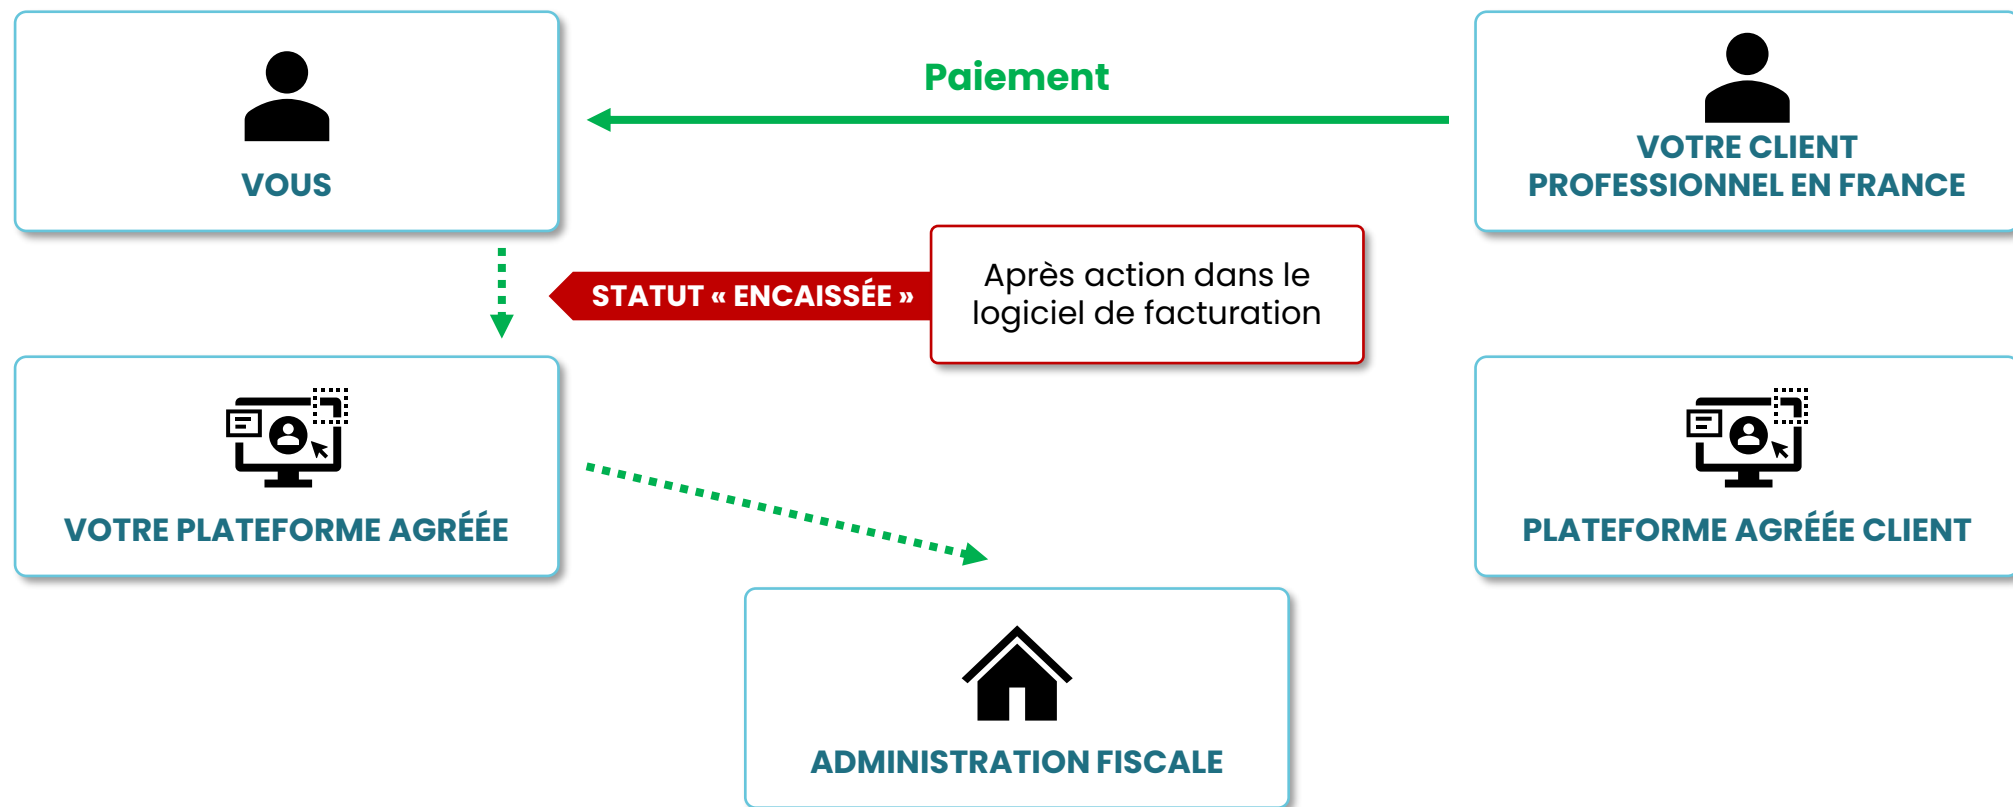 Paiement
VOUS
VOTRE CLIENT
PROFESSIONNEL EN FRANCE
STATUT « ENCAISSÉE »
Après action dans le
logiciel de facturation
VOTRE PLATEFORME AGRÉÉE
PLATEFORME AGRÉÉE CLIENT
ADMINISTRATION FISCALE